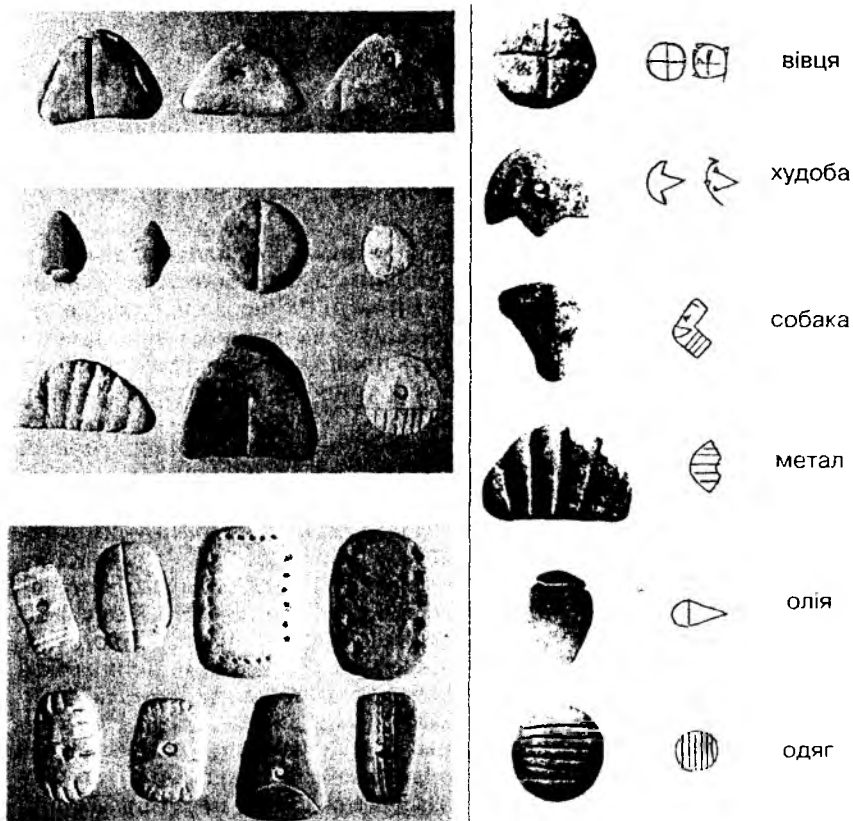 вівця
худоба
собака
метал
олія
одяг